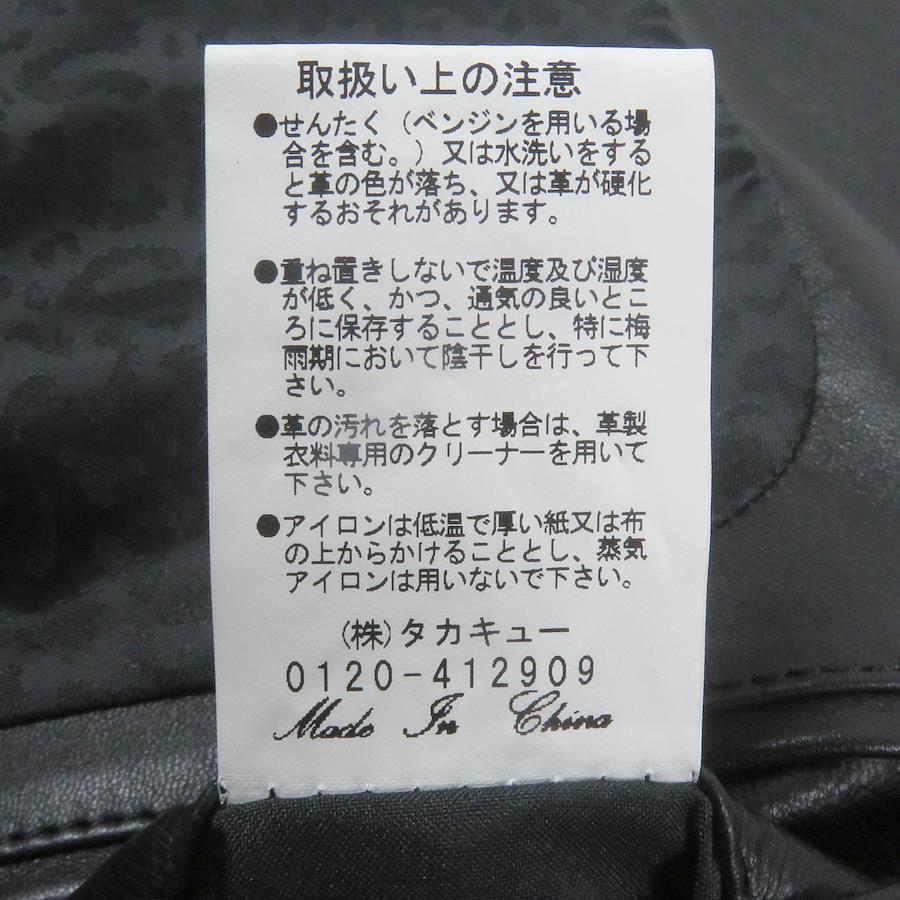 取扱い上の注意
●せんたく（ベンジンを用いる場
合を含む。）又は水洗いをする
と革の色が落ち、又は革が硬化
するおそれがあります。
●重ね置きしないで温度及び湿度
が低く、かつ、通気の良いとこ
ろに保存することとし、特に梅
雨期において陰干しを行って下
さい。
●革の汚れを落とす場合は、革製
衣料専用のクリーナーを用いて
下さい。
●アイロンは低温で厚い紙又は布
の上からかけることとし、蒸気
アイロンは用いないで下さい。
(株)タカキュー
0120-412909
Made In China